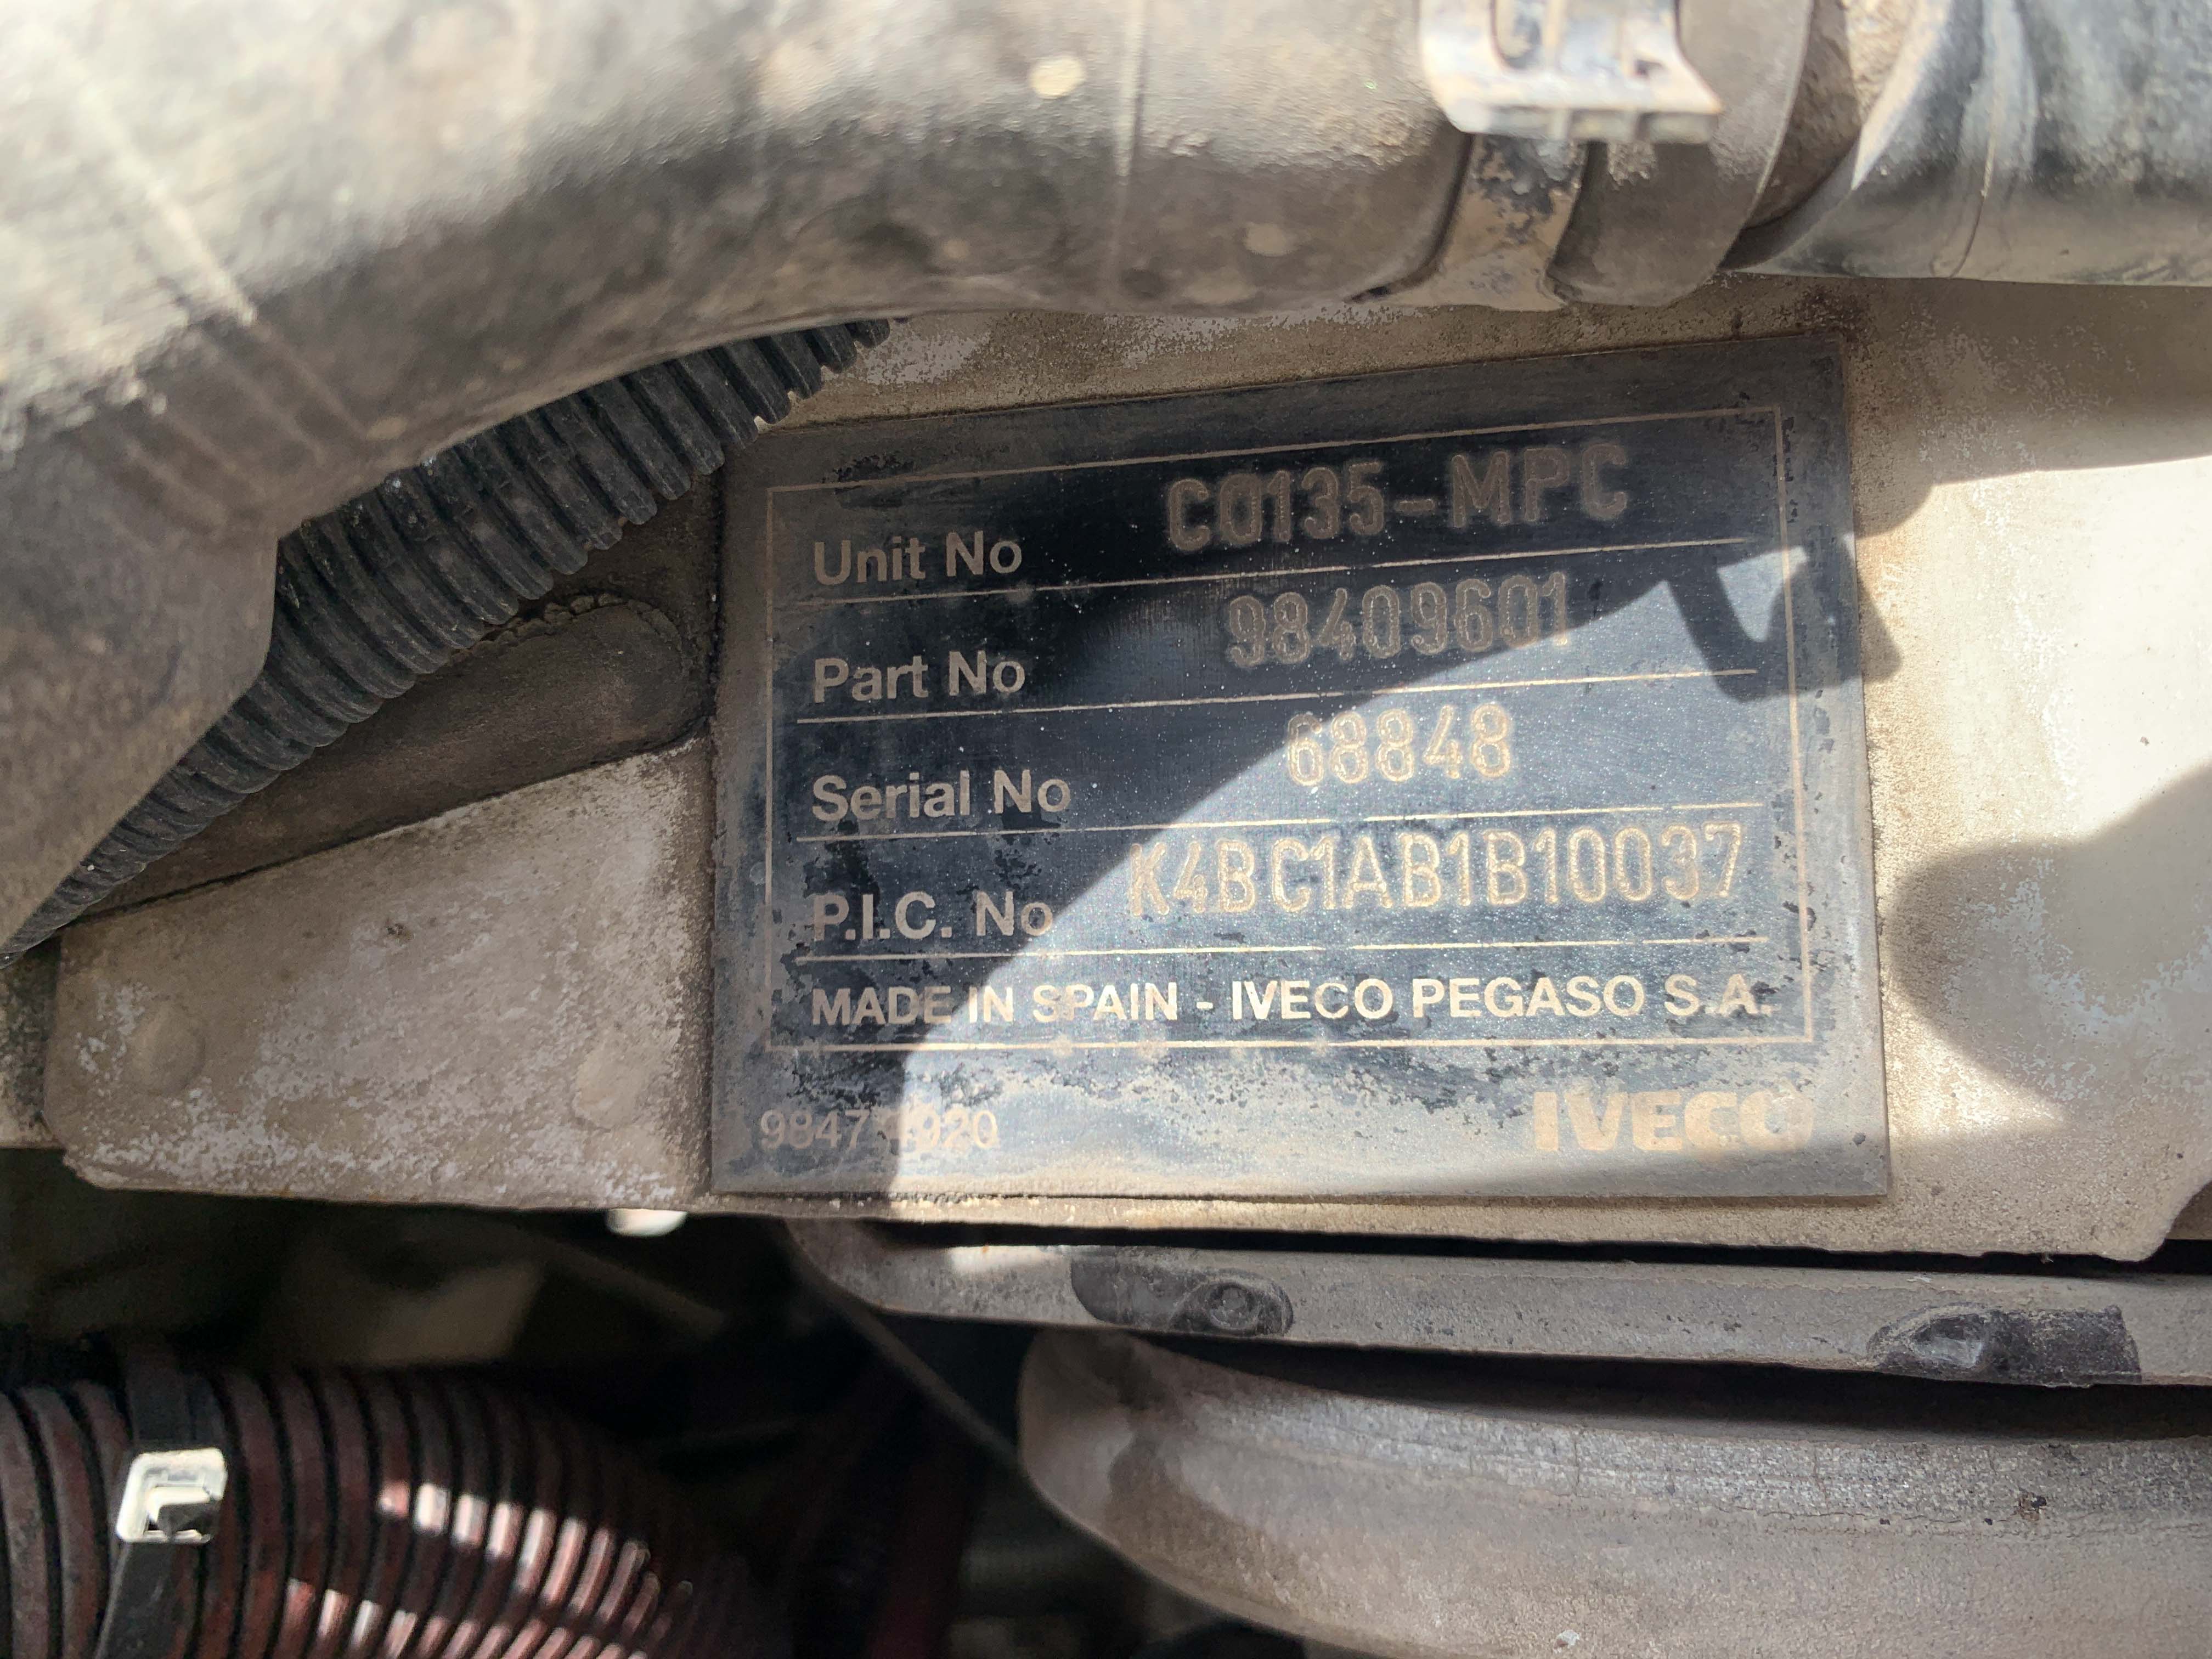 Unit No C0135-MPC
Part No 98409601
Serial No 68848
P.I.C. No K4BC1AB1B10037
MADE IN SPAIN - IVECO PEGASO S.A.
IVECO